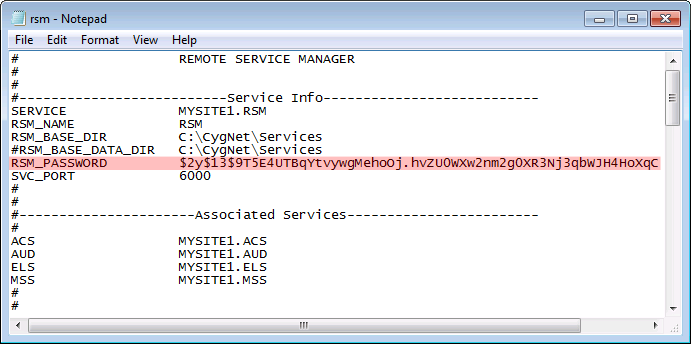 rsm - Notepad
File Edit Format View Help
# REMOTE SERVICE MANAGER
#
#
#--------------------------Service Info---------------------------
SERVICE MYSITE1.RSM
RSM_NAME RSM
RSM_BASE_DIR C:\CygNet\Services
#RSM_BASE_DATA_DIR C:\CygNet\Services
RSM_PASSWORD $2y$13$9T5E4UTBqYtvywgMehoOj.hvZU0WXw2nm2gOXR3Nj3qbWJH4HoXqC
SVC_PORT 6000
#
#
#----------------------Associated Services------------------------
#
ACS MYSITE1.ACS
AUD MYSITE1.AUD
ELS MYSITE1.ELS
MSS MYSITE1.MSS
#
#